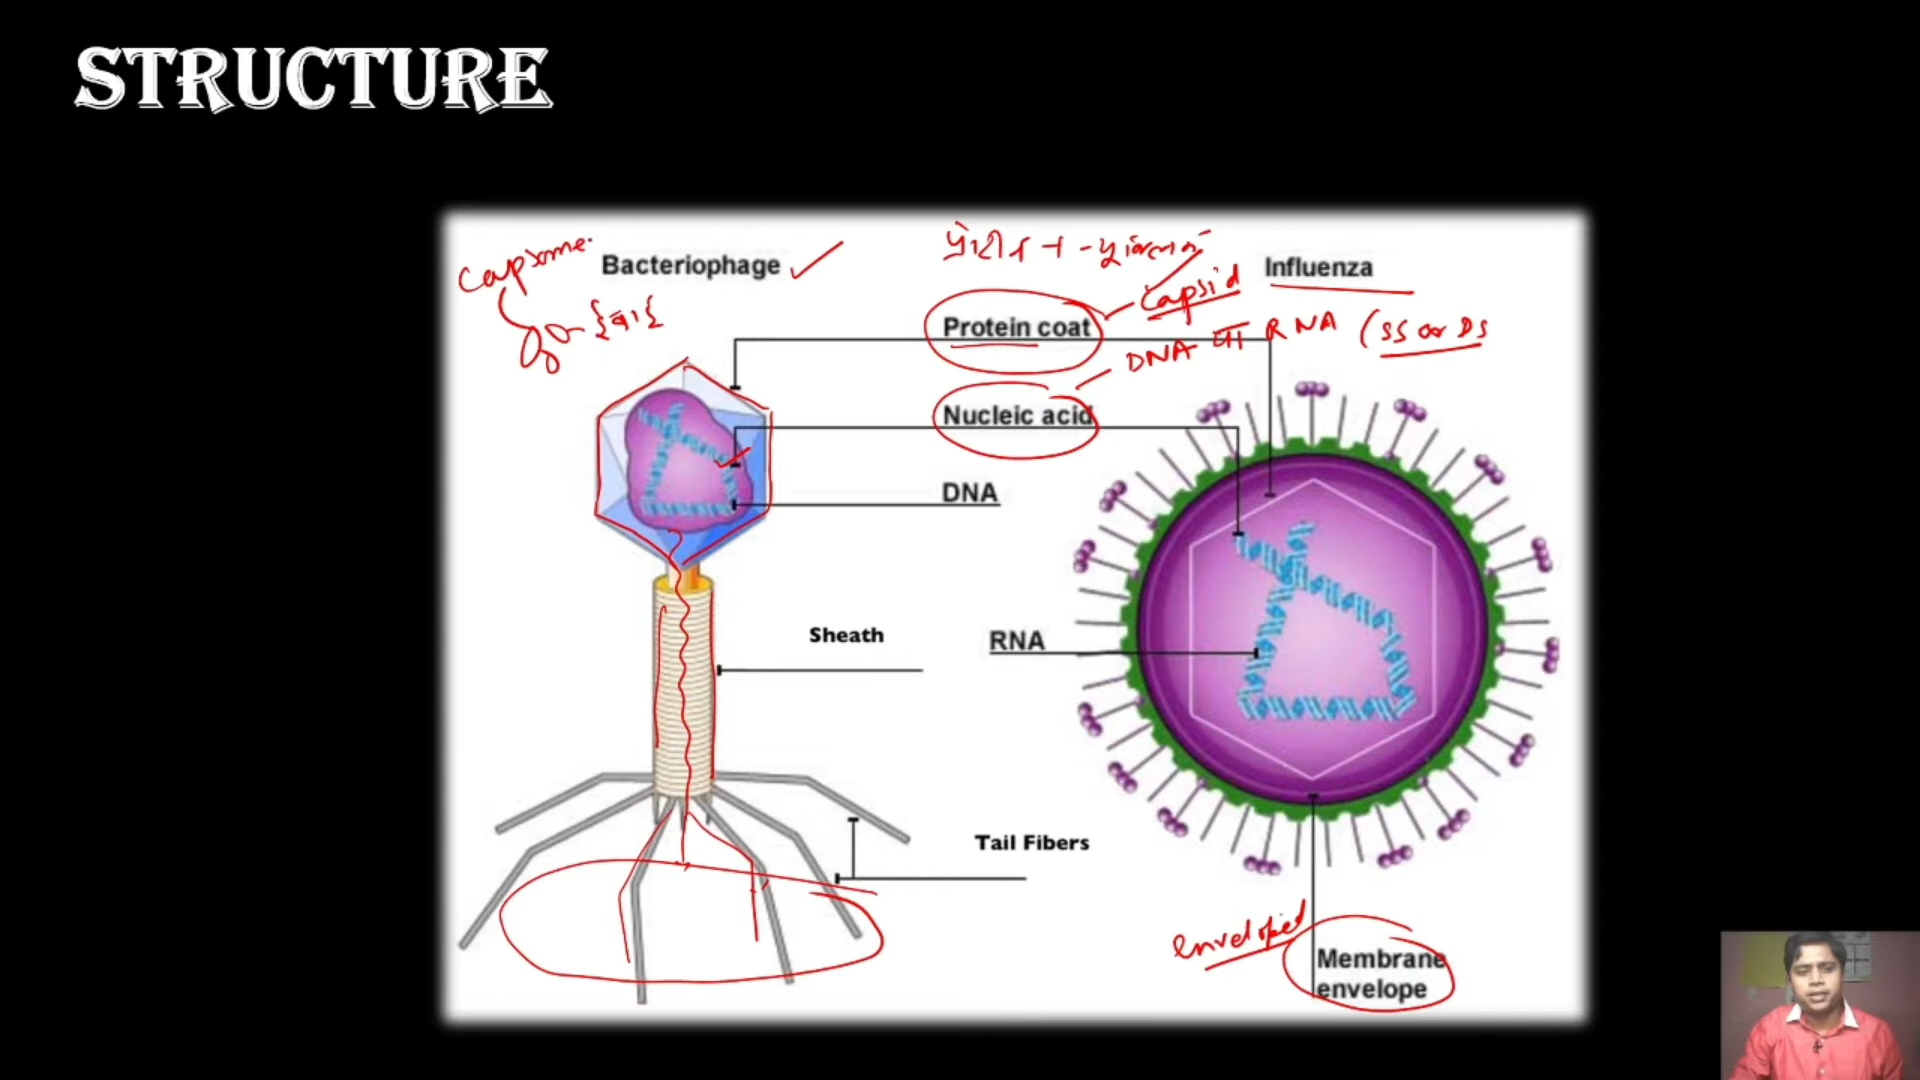 STRUCTURE
Capsome.
Bacteriophage
Influenza
Capsid
Protein coat
DNA या RNA (SS or DS
Nucleic acid
DNA
Sheath
RNA
Tail Fibers
enveloped
Membrane
envelope